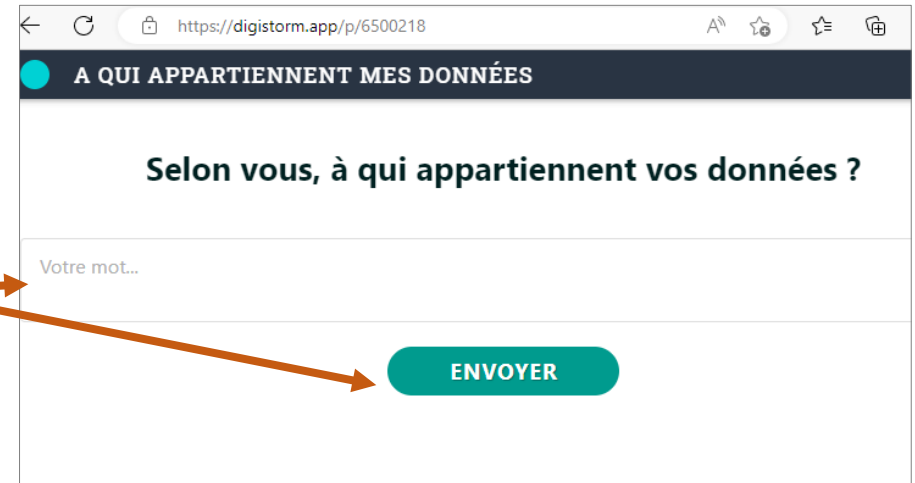 https://digistorm.app/p/6500218
A QUI APPARTIENNENT MES DONNÉES
Selon vous, à qui appartiennent vos données ?
Votre mot...
ENVOYER